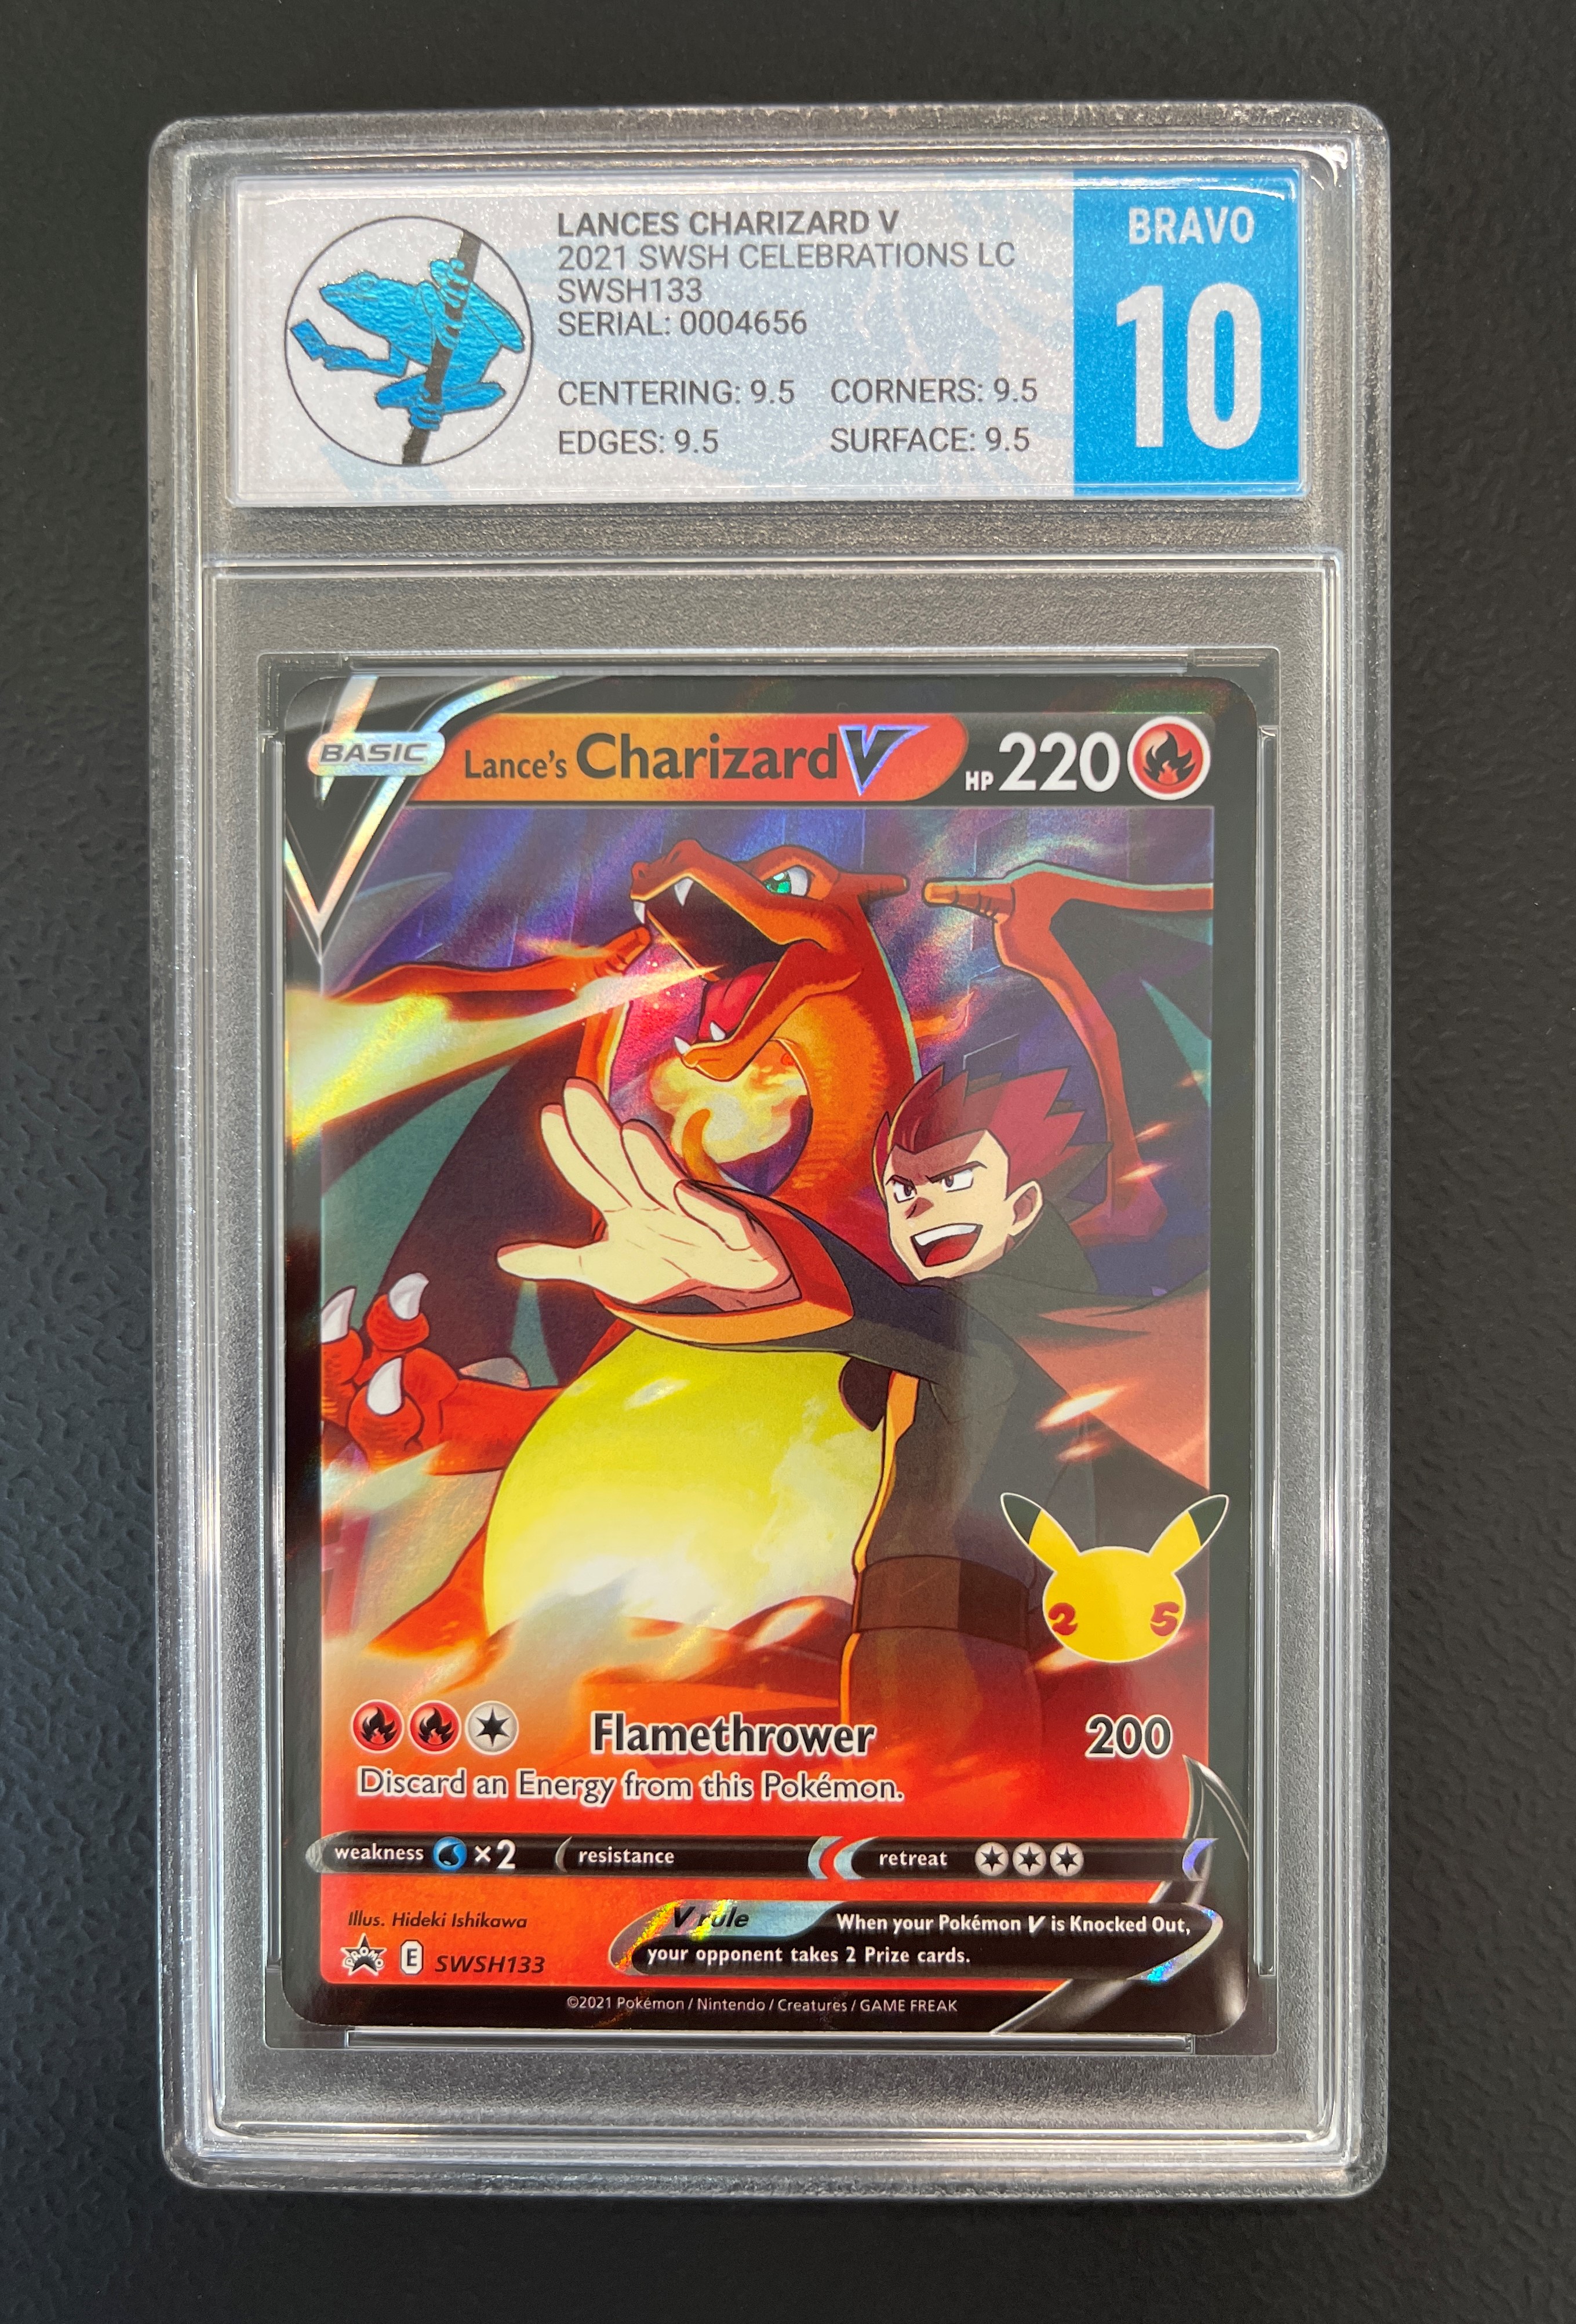 LANCES CHARIZARD V
2021 SWSH CELEBRATIONS LC
SWSH133
SERIAL: 0004656
CENTERING: 9.5 CORNERS: 9.5
EDGES: 9.5 SURFACE: 9.5
BRAVO
10
BASIC
Lance's Charizard V HP 220
25
Flamethrower 200
Discard an Energy from this Pokémon.
weakness ×2 resistance retreat
Illus. Hideki Ishikawa
V rule When your Pokémon V is Knocked Out,
your opponent takes 2 Prize cards.
PROMO E SWSH133
©2021 Pokémon / Nintendo / Creatures / GAME FREAK